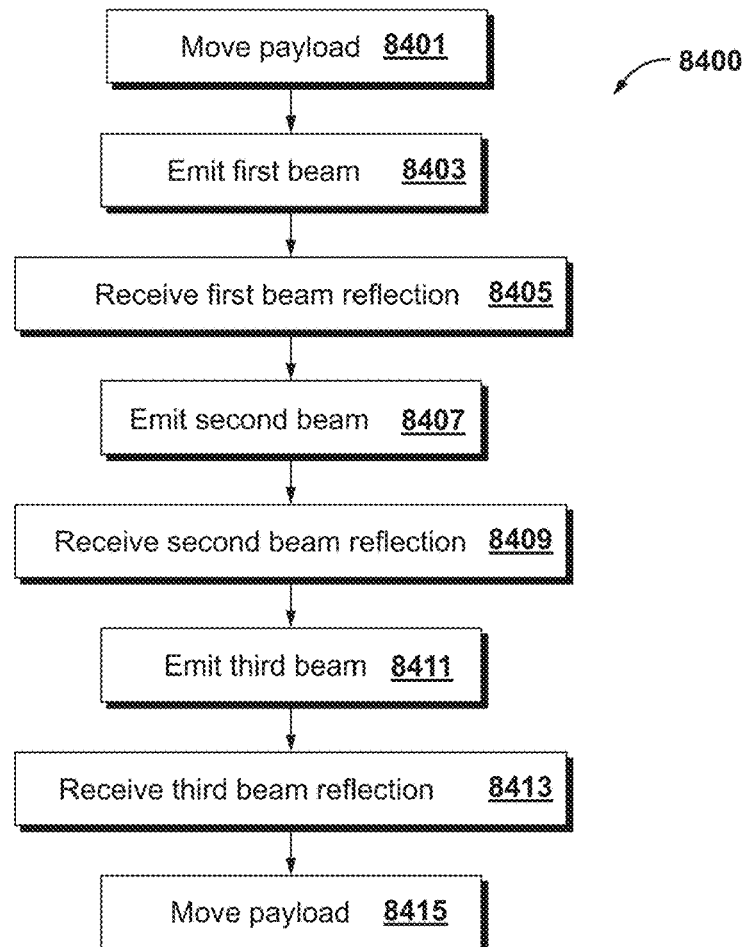 Move payload 8401
8400
Emit first beam 8403
Receive first beam reflection 8405
Emit second beam 8407
Receive second beam reflection 8409
Emit third beam 8411
Receive third beam reflection 8413
Move payload 8415